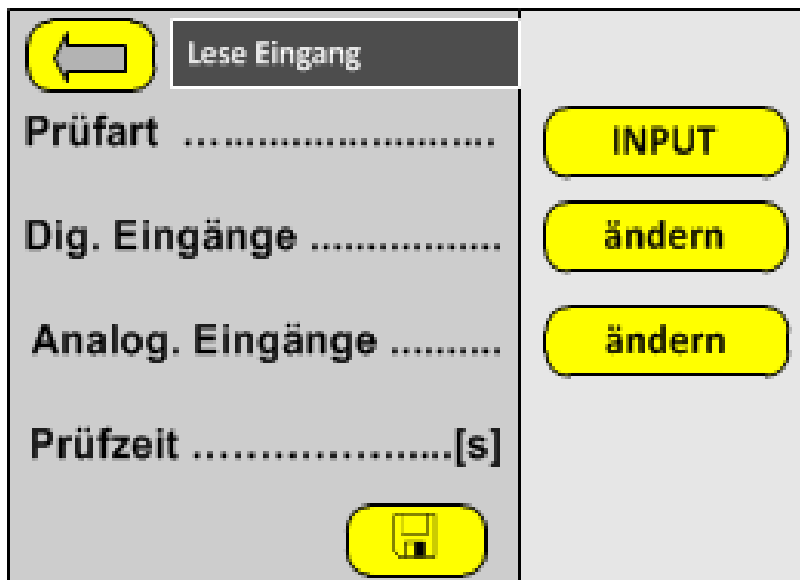 Lese Eingang
Prüfart ........................... INPUT
Dig. Eingänge ................. ändern
Analog. Eingänge .......... ändern
Prüfzeit ......................[s]